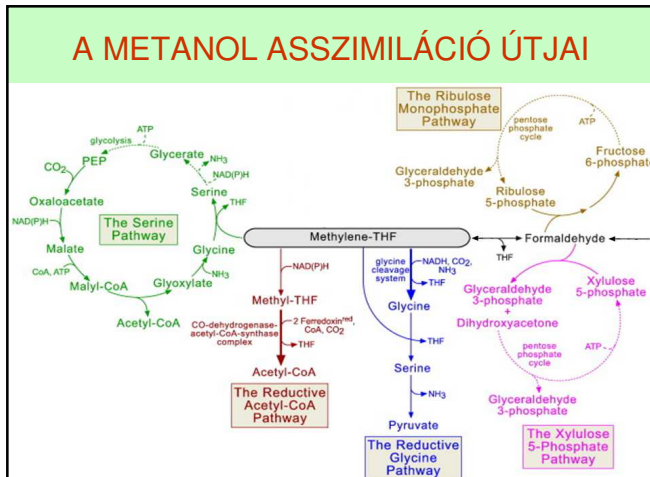 A METANOL ASSZIMILÁCIÓ ÚTJAI
glycolysis
ATP
PEP
Glycerate
NH3
NAD(P)H
Serine
THF
CO2
Oxaloacetate
NAD(P)H
The Serine
Pathway
Malate
CoA, ATP
Malyl-CoA
Glycine
NH3
Glyoxylate
Acetyl-CoA
Methylene-THF
THF
Formaldehyde
The Ribulose
Monophosphate
Pathway
pentose
phosphate
cycle
ATP
Fructose
6-phosphate
Glyceraldehyde
3-phosphate
Ribulose
5-phosphate
NAD(P)H
Methyl-THF
CO-dehydrogenase-
acetyl-CoA-synthase
complex
2 Ferredoxinred,
CoA, CO2
THF
Acetyl-CoA
The Reductive
Acetyl-CoA
Pathway
glycine
cleavage
system
NADH, CO2,
NH3
THF
Glycine
THF
Serine
NH3
Pyruvate
The Reductive
Glycine
Pathway
Glyceraldehyde
3-phosphate
+
Dihydroxyacetone
Xylulose
5-phosphate
pentose
phosphate
cycle
ATP
Glyceraldehyde
3-phosphate
The Xylulose
5-Phosphate
Pathway